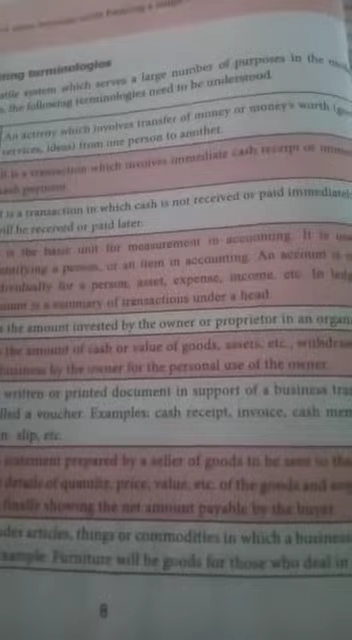 ting terminologies
system which serves a large number of purposes in the
the following terminologies need to be understood.
An activity which involves transfer of money or money's worth
services, ideas) from one person to another.
It is a transaction which involves immediate cash receipt or
cash payment.
t is a transaction in which cash is not received or paid immediately
ill be received or paid later.
is the basic unit for measurement in accounting. It is
a person, or an item in accounting. An account is
dividually for a person, asset, expense, income, etc. In
ount is a summary of transactions under a head.
s the amount invested by the owner or proprietor in an organ
the amount of cash or value of goods, assets, etc., withdraw
business by the owner for the personal use of the owner.
written or printed document in support of a business tran
lled a voucher. Examples: cash receipt, invoice, cash mem
n- slip, etc.
statement prepared by a seller of goods to be sent to the
details of quantity, price, value, etc. of the goods and any
finally showing the net amount payable by the buyer.
udes articles, things or commodities in which a business
xample: Furniture will be goods for those who deal in
8